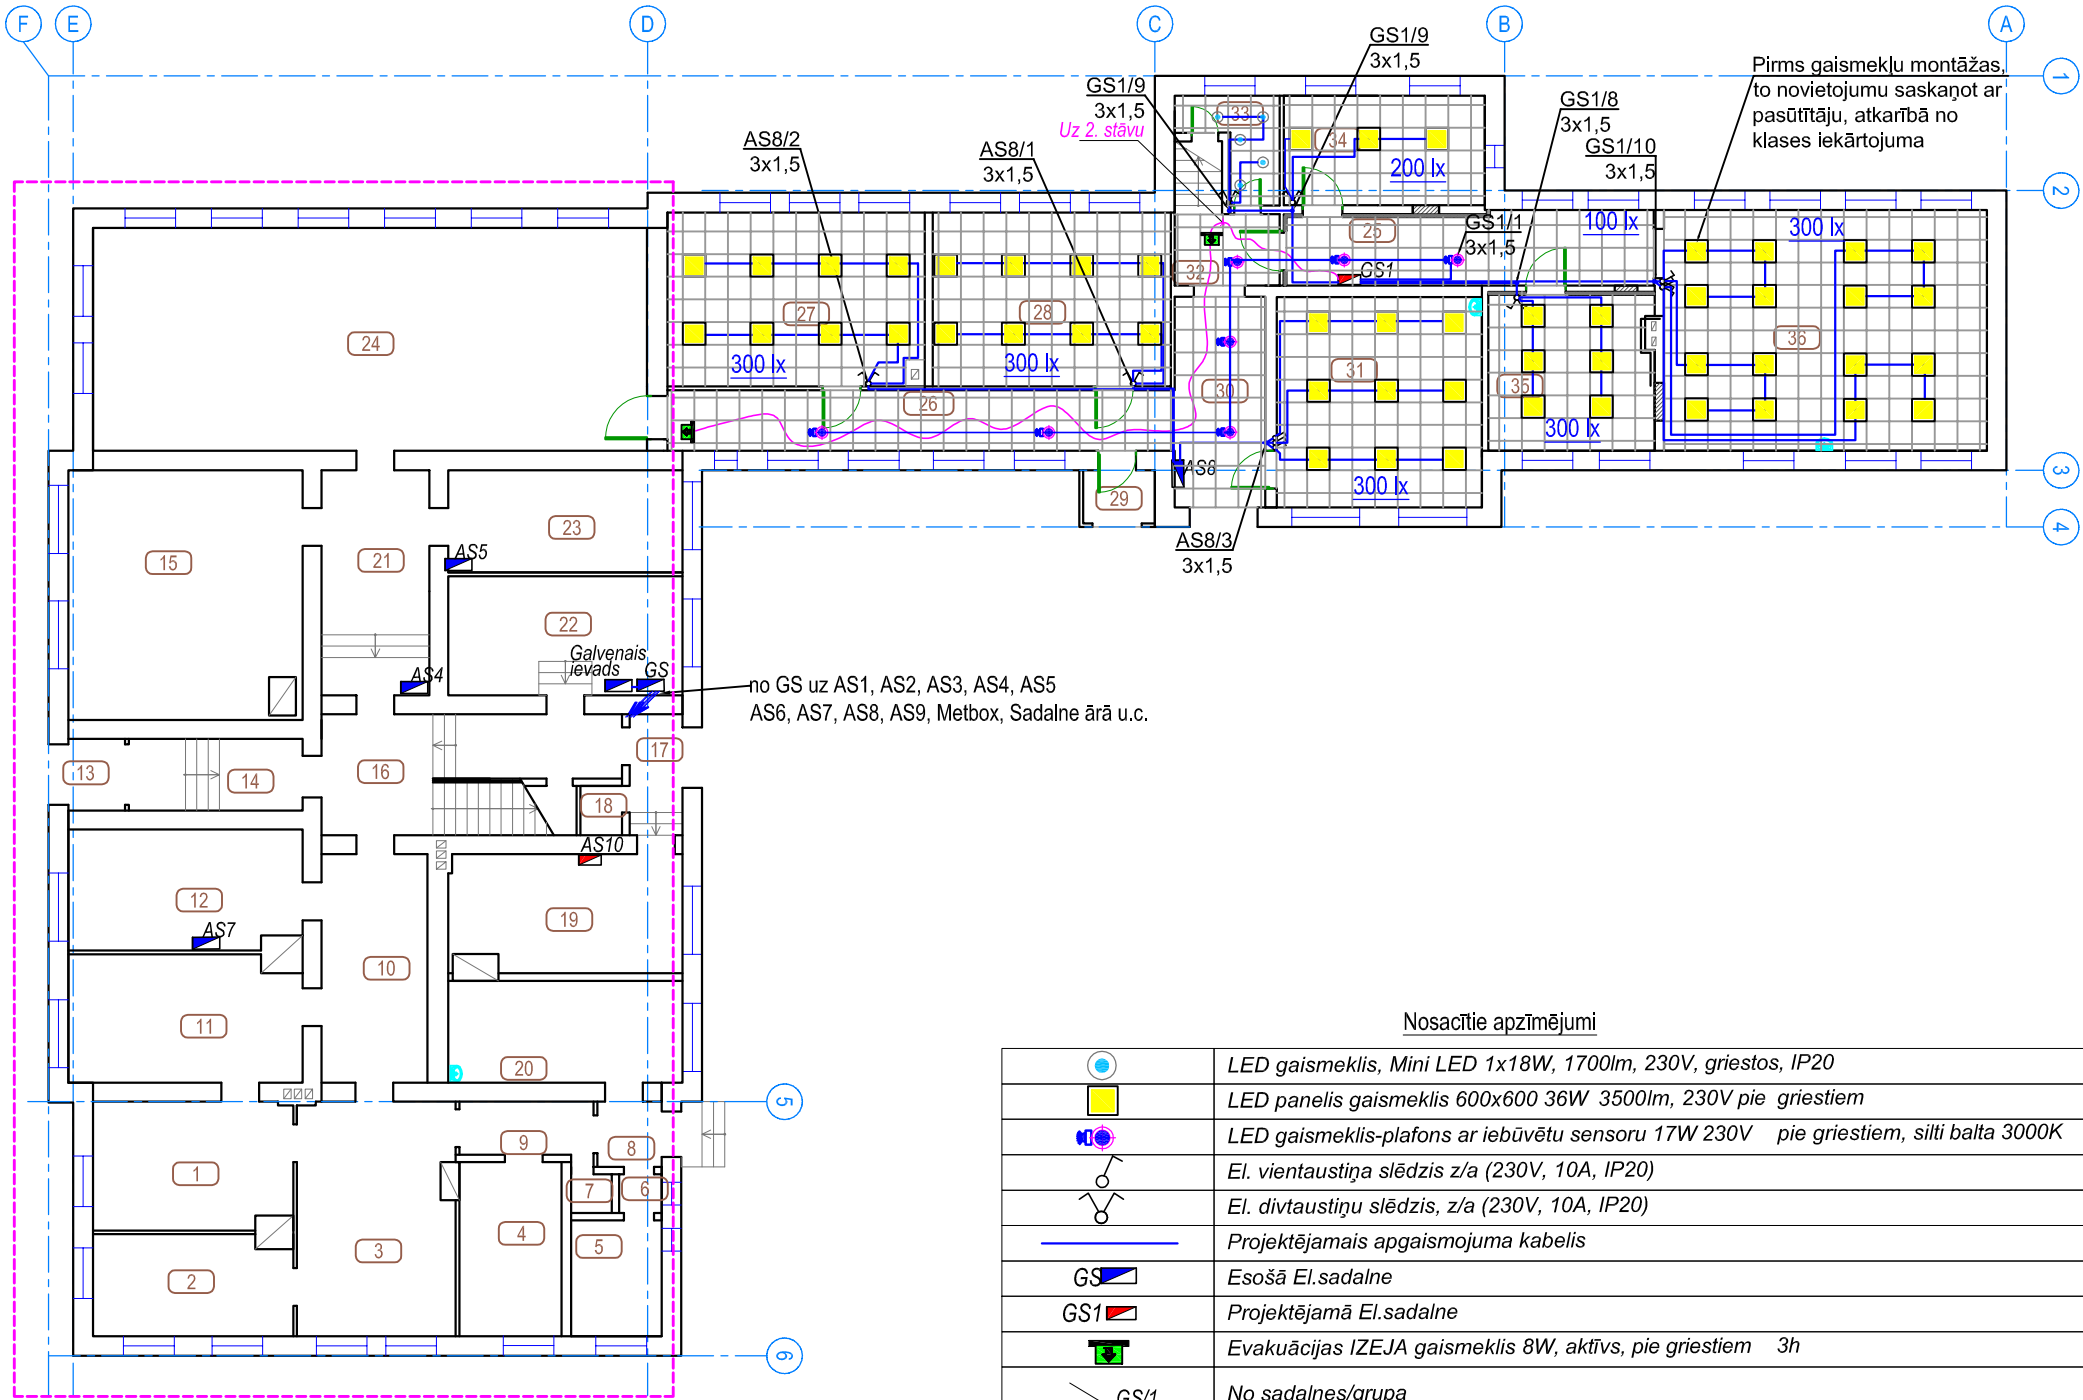 F
E
D
C
B
A
1
2
3
4
5
6
GS1/9
3x1,5
GS1/9
3x1,5
Uz 2. stāvu
Pirms gaismekļu montāžas,
to novietojumu saskaņot ar
pasūtītāju, atkarībā no
klases iekārtojuma
GS1/8
3x1,5
GS1/10
3x1,5
AS8/2
3x1,5
AS8/1
3x1,5
33
34
200 lx
25
GS1/1
3x1,5
100 lx
300 lx
32
GS1
27
300 lx
28
300 lx
24
31
36
35
300 lx
26
30
AS8
300 lx
29
AS8/3
3x1,5
15
21
23
AS5
22
Galvenais
ievads
GS
AS4
no GS uz AS1, AS2, AS3, AS4, AS5
AS6, AS7, AS8, AS9, Metbox, Sadalne ārā u.c.
13
14
16
17
18
AS10
12
19
AS7
10
11
20
9
8
1
7
6
4
5
3
2
Nosacītie apzīmējumi
LED gaismeklis, Mini LED 1x18W, 1700lm, 230V, griestos, IP20
LED panelis gaismeklis 600x600 36W 3500lm, 230V pie griestiem
LED gaismeklis-plafons ar iebūvētu sensoru 17W 230V pie griestiem, silti balta 3000K
El. vientaustiņa slēdzis z/a (230V, 10A, IP20)
El. divtaustiņu slēdzis, z/a (230V, 10A, IP20)
Projektējamais apgaismojuma kabelis
GS
Esošā El.sadalne
GS1
Projektējamā El.sadalne
Evakuācijas IZEJA gaismeklis 8W, aktīvs, pie griestiem 3h
GS/1
No sadalnes/grupa